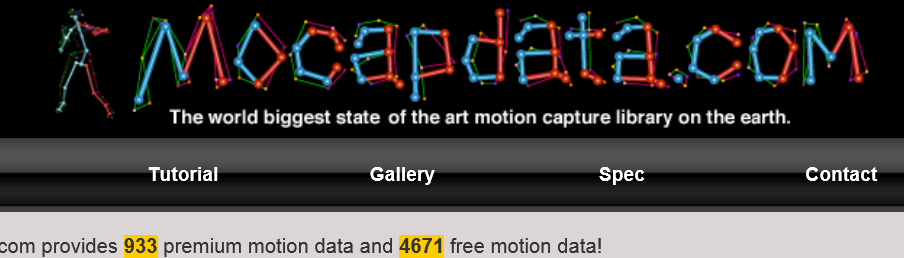 Mocapdata.com
The world biggest state of the art motion capture library on the earth.
Tutorial Gallery Spec Contact
com provides 933 premium motion data and 4671 free motion data!